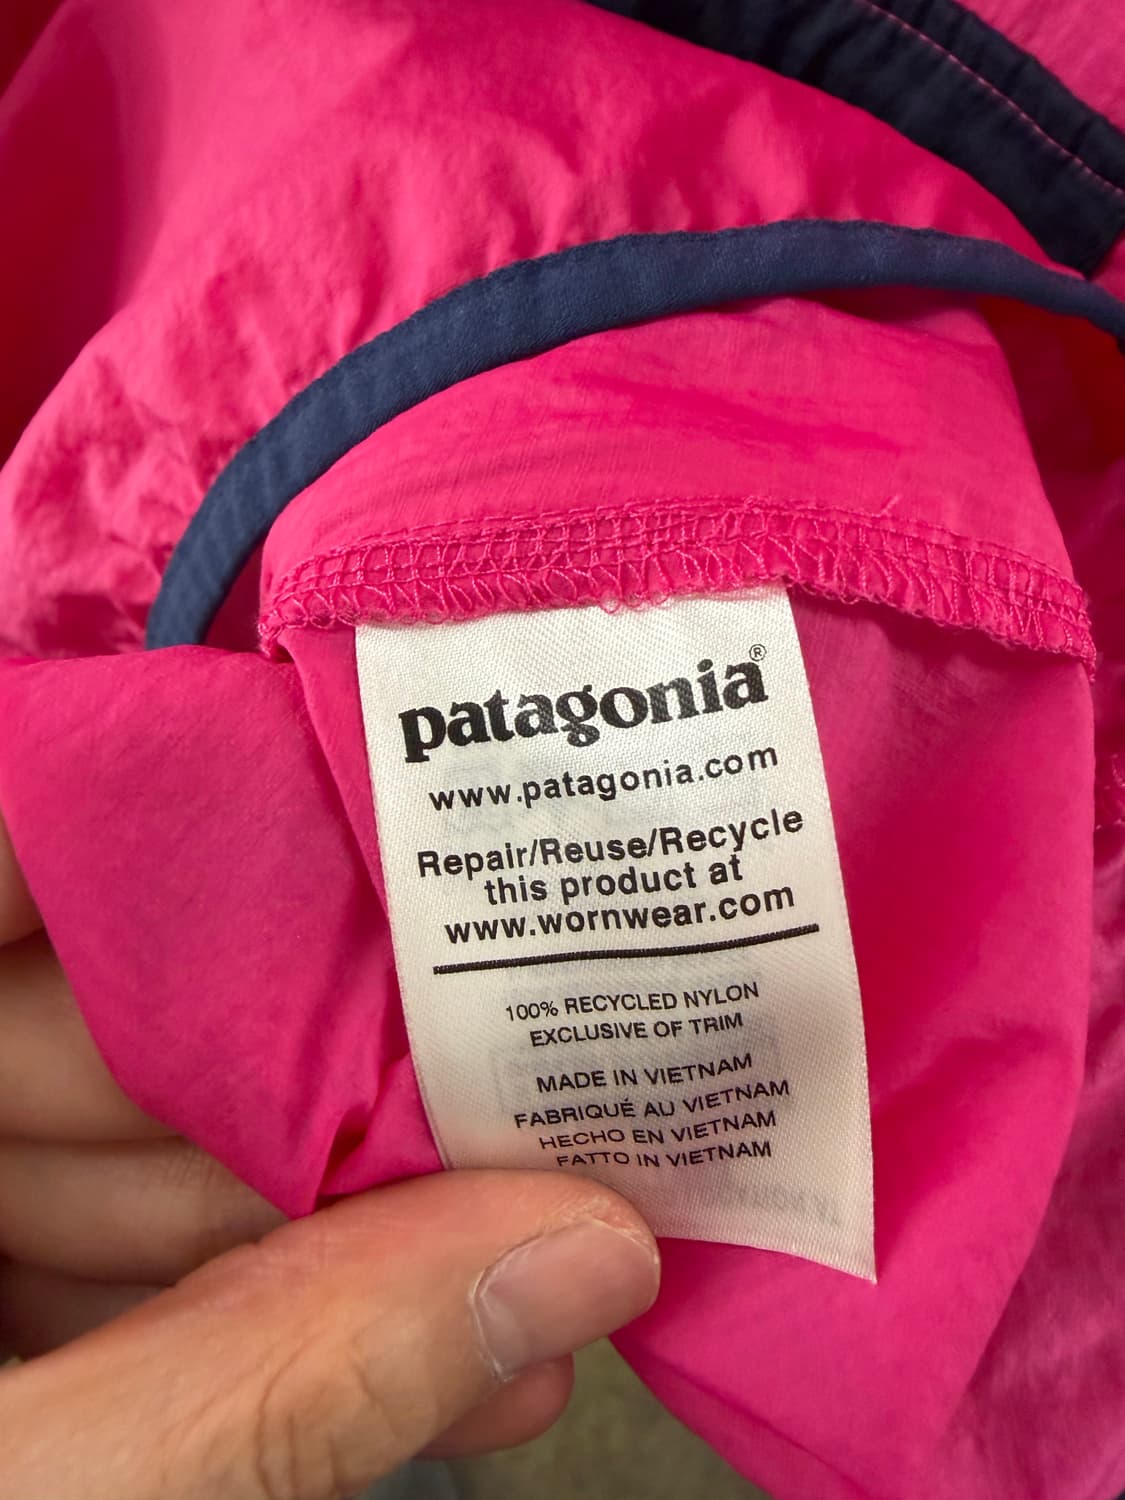 patagonia®
www.patagonia.com
Repair/Reuse/Recycle
this product at
www.wornwear.com
100% RECYCLED NYLON
EXCLUSIVE OF TRIM
MADE IN VIETNAM
FABRIQUÉ AU VIETNAM
HECHO EN VIETNAM
FATTO IN VIETNAM